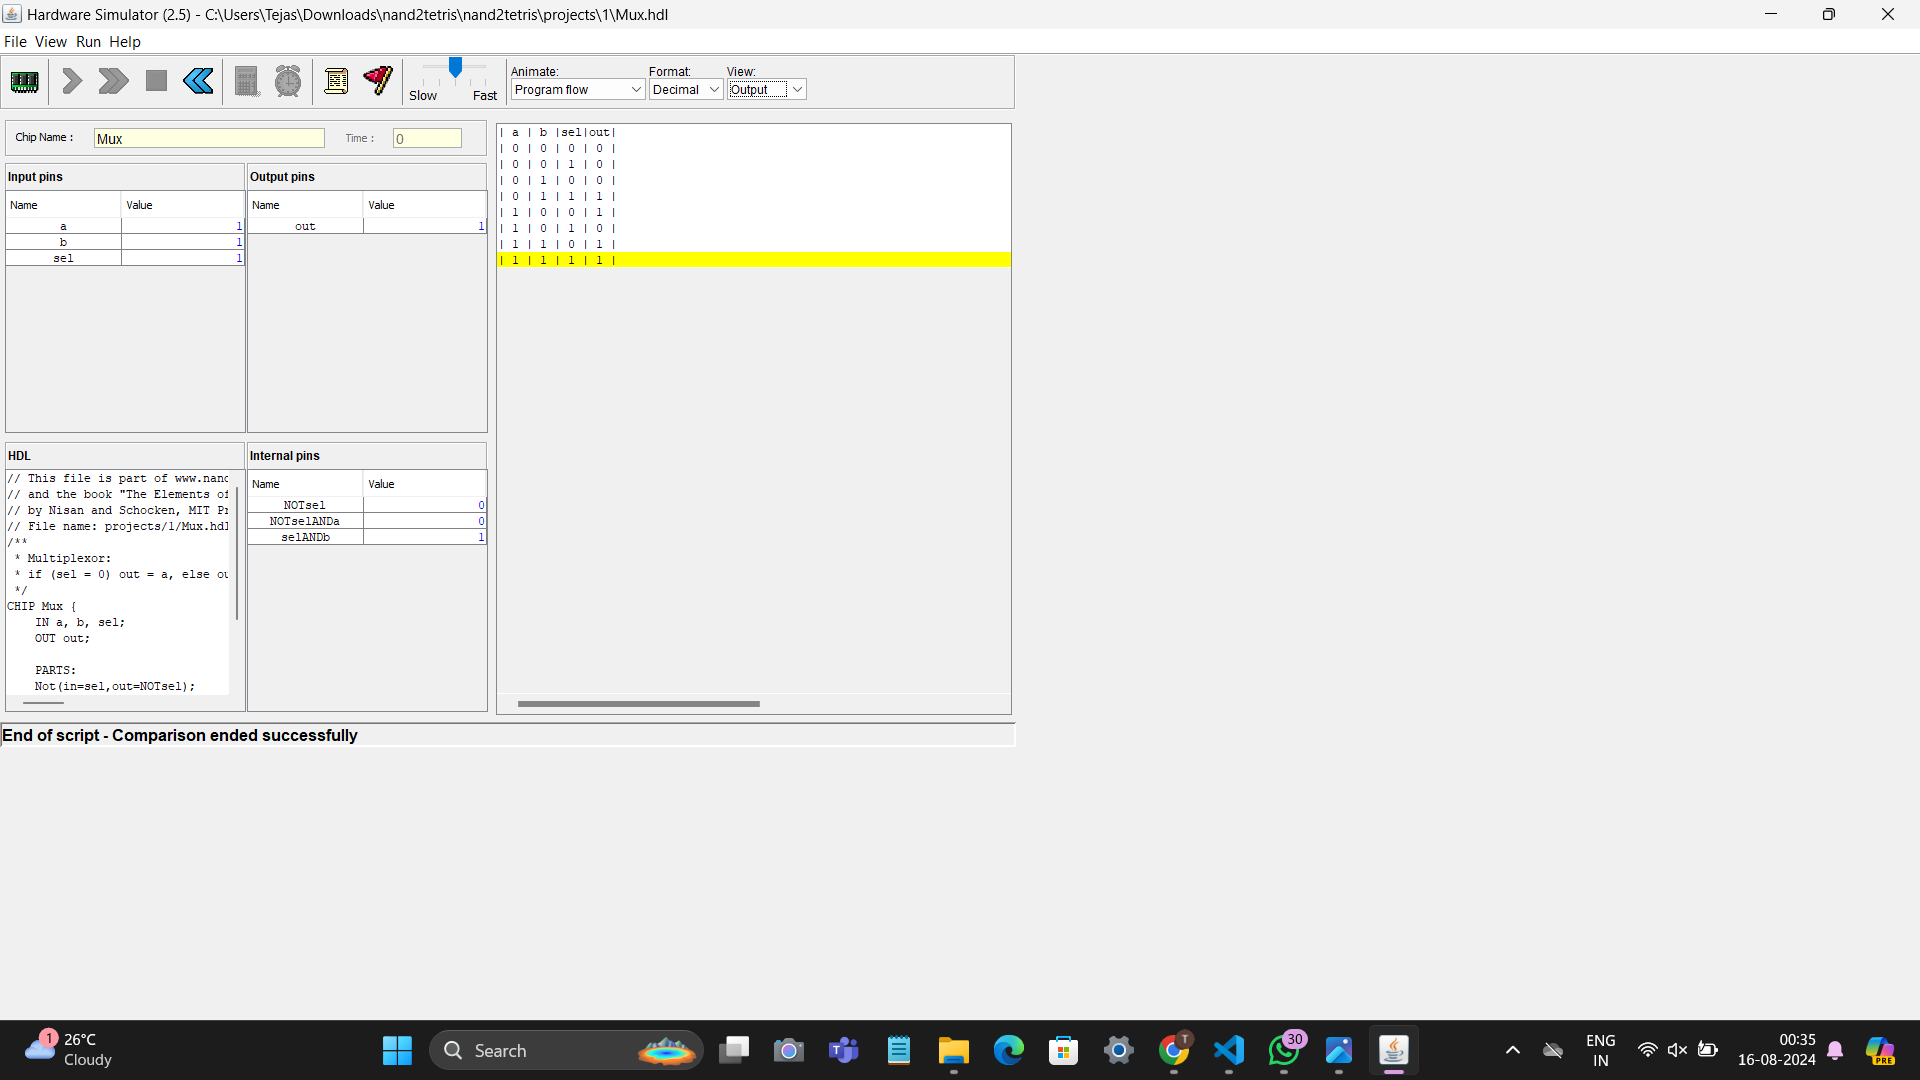 Hardware Simulator (2.5) - C:\Users\Tejas\Downloads\nand2tetris\nand2tetris\projects\1\Mux.hdl
File View Run Help
Slow Fast
Animate: Format: View:
Program flow Decimal Output
Chip Name : Mux Time : 0
Input pins
Name Value
a 1
b 1
sel 1
Output pins
Name Value
out 1
| a | b |sel|out|
| 0 | 0 | 0 | 0 |
| 0 | 0 | 1 | 0 |
| 0 | 1 | 0 | 0 |
| 0 | 1 | 1 | 1 |
| 1 | 0 | 0 | 1 |
| 1 | 0 | 1 | 0 |
| 1 | 1 | 0 | 1 |
| 1 | 1 | 1 | 1 |
HDL
// This file is part of www.nand
// and the book "The Elements of
// by Nisan and Schocken, MIT Pr
// File name: projects/1/Mux.hdl
/**
* Multiplexor:
* if (sel = 0) out = a, else ou
*/
CHIP Mux {
IN a, b, sel;
OUT out;
PARTS:
Not(in=sel,out=NOTsel);
Internal pins
Name Value
NOTsel 0
NOTselANDa 0
selANDb 1
End of script - Comparison ended successfully
1
26°C
Cloudy
Search
T
30
ENG
IN
00:35
16-08-2024
PRE